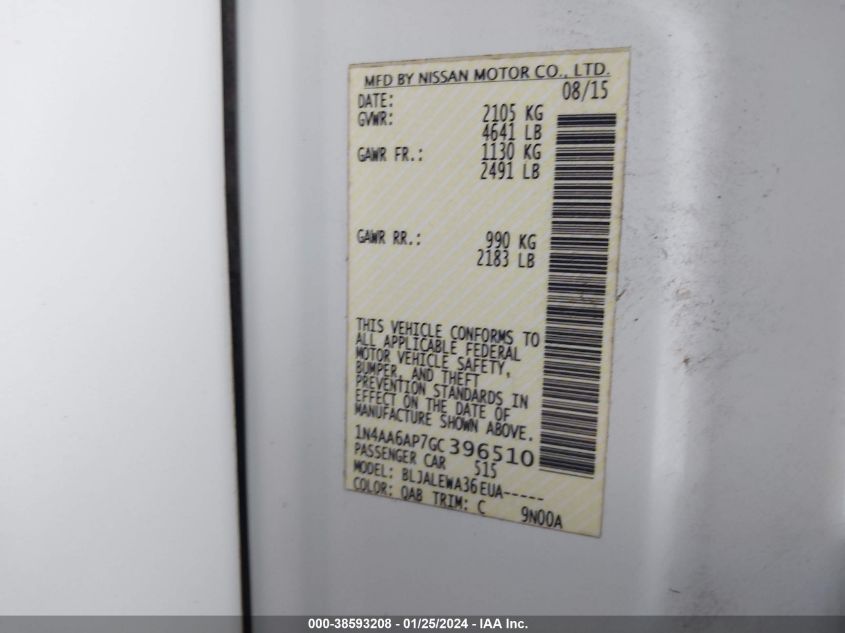 MFD BY NISSAN MOTOR CO., LTD.
DATE: 08/15
GVWR: 2105 KG
4641 LB
GAWR FR.: 1130 KG
2491 LB
GAWR RR.: 990 KG
2183 LB
THIS VEHICLE CONFORMS TO
ALL APPLICABLE FEDERAL
MOTOR VEHICLE SAFETY,
BUMPER, AND THEFT
PREVENTION STANDARDS IN
EFFECT ON THE DATE OF
MANUFACTURE SHOWN ABOVE.
1N4AA6AP7GC396510
PASSENGER CAR 515
MODEL: BLJALEWA36EUA-----
COLOR: QAB TRIM: C 9N00A
000-38593208 - 01/25/2024 - IAA Inc.